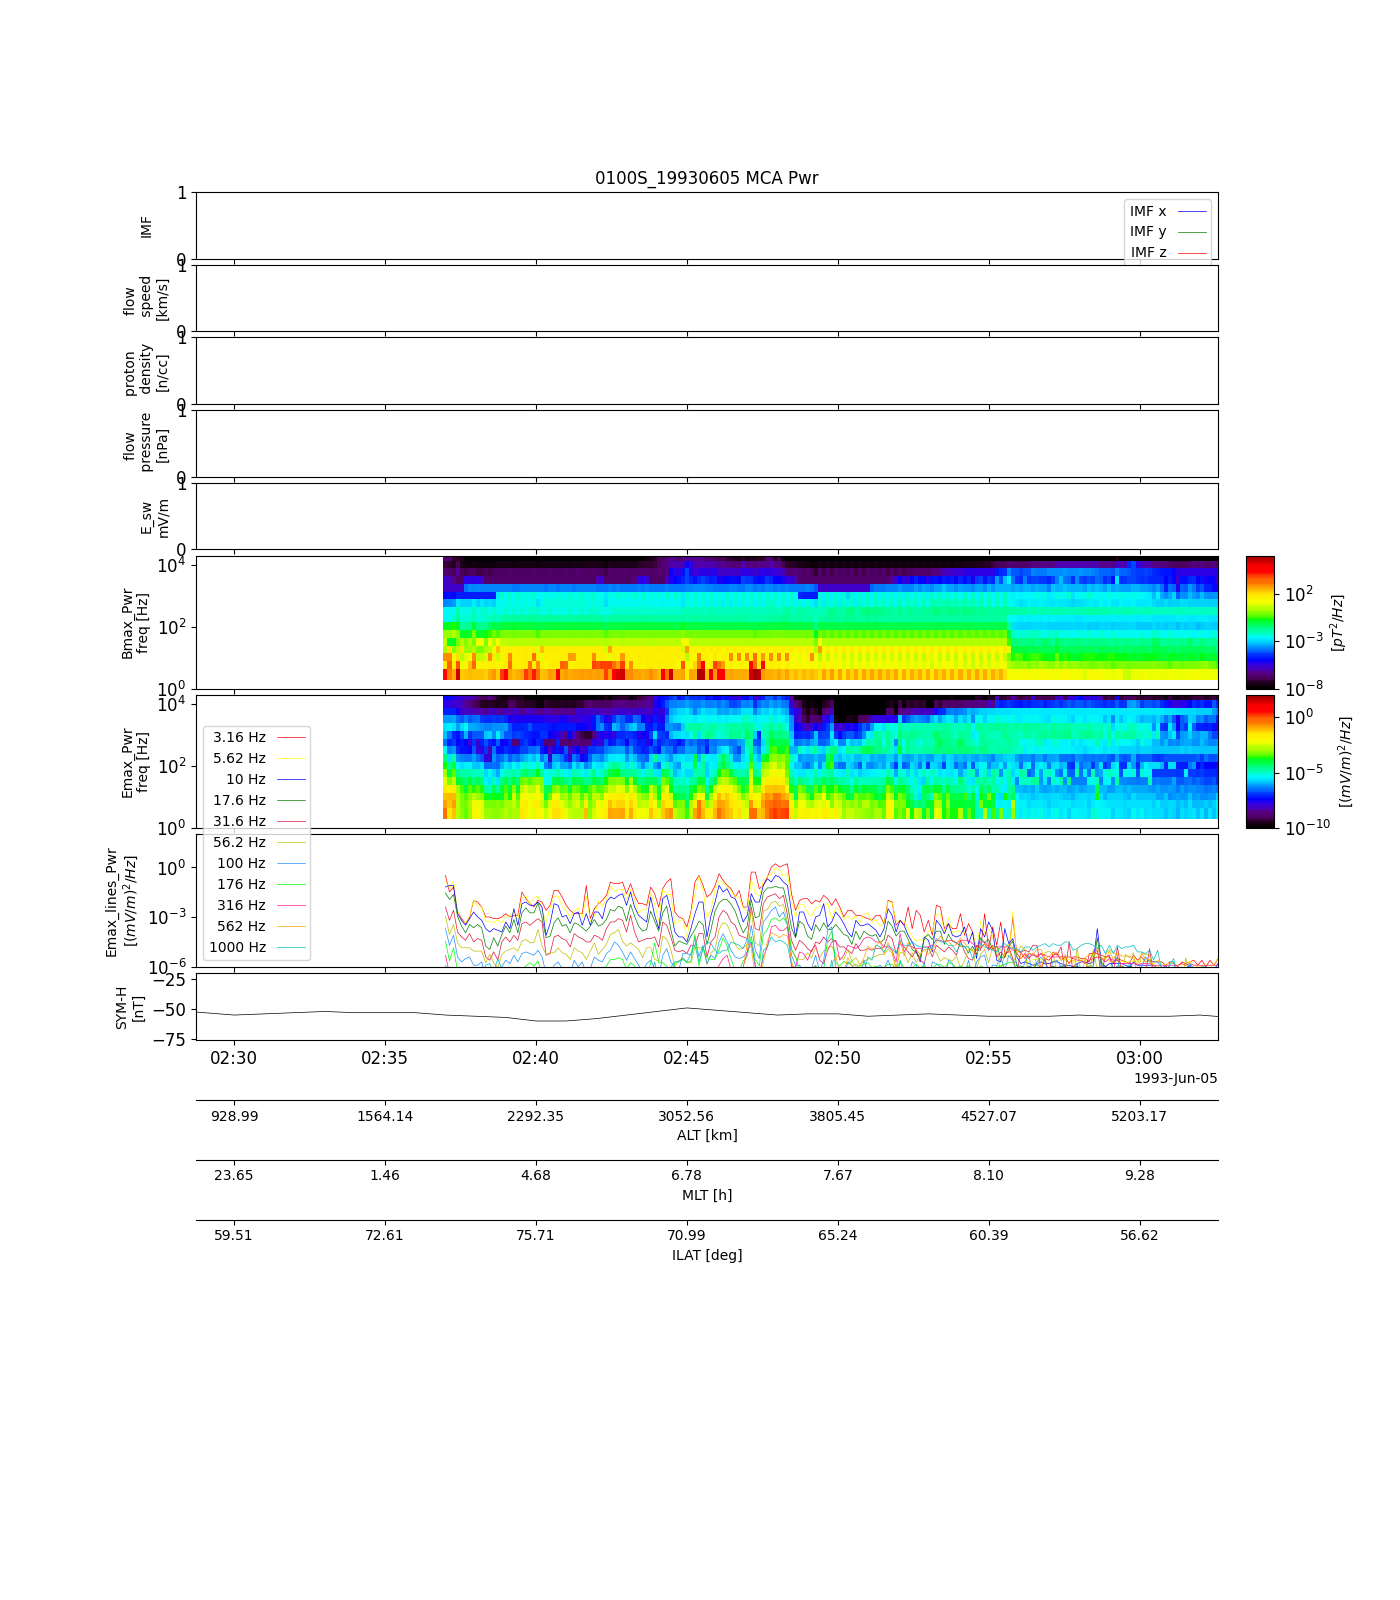 0100S_19930605 MCA Pwr
1
IMF
0
IMF x
IMF y
IMF z
1
flow
speed
[km/s]
0
1
proton
density
[n/cc]
0
1
flow
pressure
[nPa]
0
1
E_sw
mV/m
0
10^4
10^2
10^0
Bmax_Pwr
freq [Hz]
10^2
10^-3
10^-8
[pT^2/Hz]
10^4
10^2
10^0
Emax_Pwr
freq [Hz]
10^0
10^-5
10^-10
[(mV/m)^2/Hz]
3.16 Hz
5.62 Hz
10 Hz
17.6 Hz
31.6 Hz
56.2 Hz
100 Hz
176 Hz
316 Hz
562 Hz
1000 Hz
10^0
10^-3
10^-6
Emax_lines_Pwr
[(mV/m)^2/Hz]
−25
−50
−75
SYM-H
[nT]
02:30 02:35 02:40 02:45 02:50 02:55 03:00
1993-Jun-05
928.99 1564.14 2292.35 3052.56 3805.45 4527.07 5203.17
ALT [km]
23.65 1.46 4.68 6.78 7.67 8.10 9.28
MLT [h]
59.51 72.61 75.71 70.99 65.24 60.39 56.62
ILAT [deg]